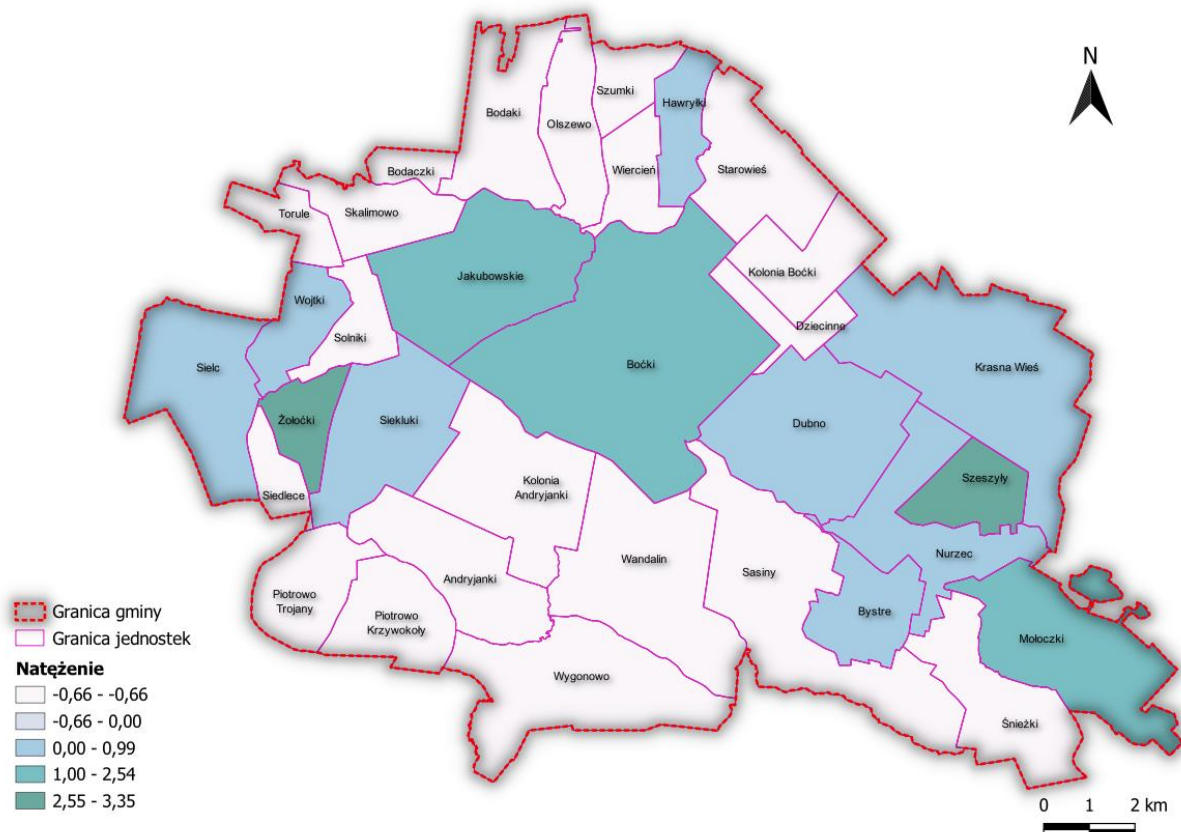 N
Szumki
Hawryłki
Bodaki
Olszewo
Bodaczki
Wiercień
Starowieś
Torule
Skalimowo
Jakubowskie
Kolonia Boćki
Wojtki
Dziecinne
Solniki
Sielc
Boćki
Krasna Wieś
Żołoćki
Siekluki
Dubno
Szeszyły
Siedlece
Kolonia
Andryjanki
Nurzec
Wandalin
Sasiny
Andryjanki
Piotrowo
Trojany
Piotrowo
Krzywokoły
Bystre
Mołoczki
Wygonowo
Śnieżki
Granica gminy
Granica jednostek
Natężenie
-0,66 - -0,66
-0,66 - 0,00
0,00 - 0,99
1,00 - 2,54
2,55 - 3,35
0 1 2 km